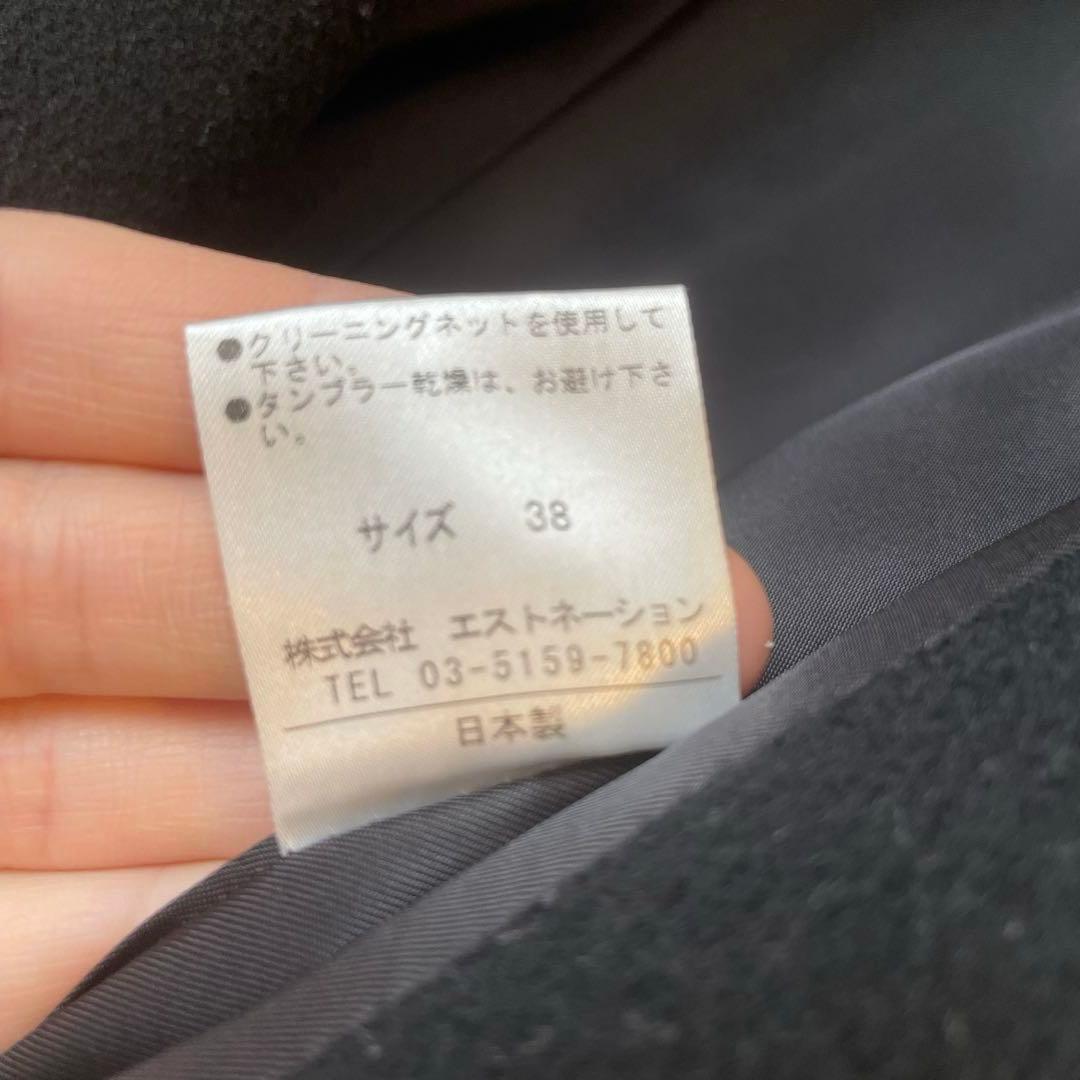 ●クリーニングネットを使用して
下さい。
●タンブラー乾燥は、お避け下さ
い。
サイズ 38
株式会社 エストネーション
TEL 03-5159-7800
日本製